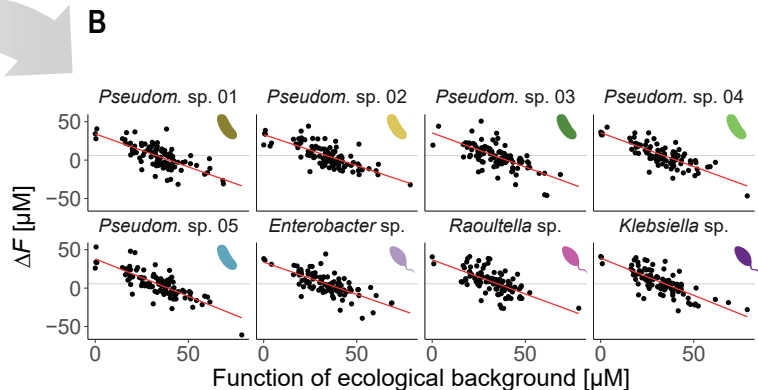 B
Pseudom. sp. 01 Pseudom. sp. 02 Pseudom. sp. 03 Pseudom. sp. 04
50
0
−50
Pseudom. sp. 05 Enterobacter sp. Raoultella sp. Klebsiella sp.
50
0
−50
ΔF [µM]
0 50 0 50 0 50 0 50
Function of ecological background [µM]